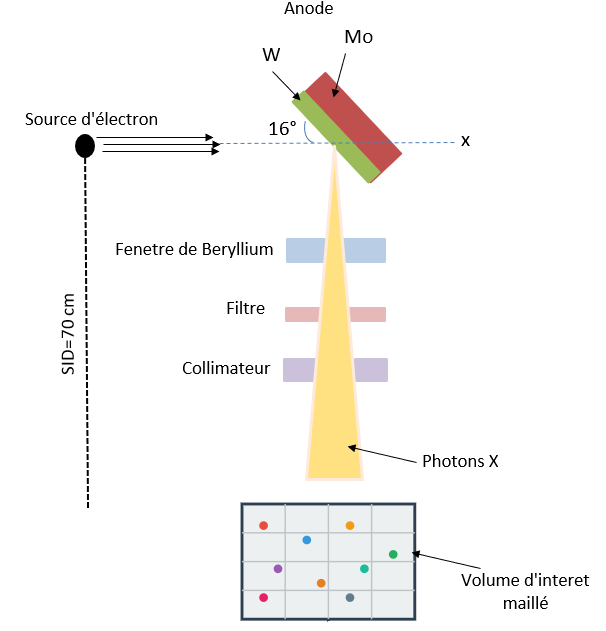 Anode
Mo
W
Source d'électron
16°
x
Fenetre de Beryllium
Filtre
SID=70 cm
Collimateur
Photons X
Volume d'interet
maillé